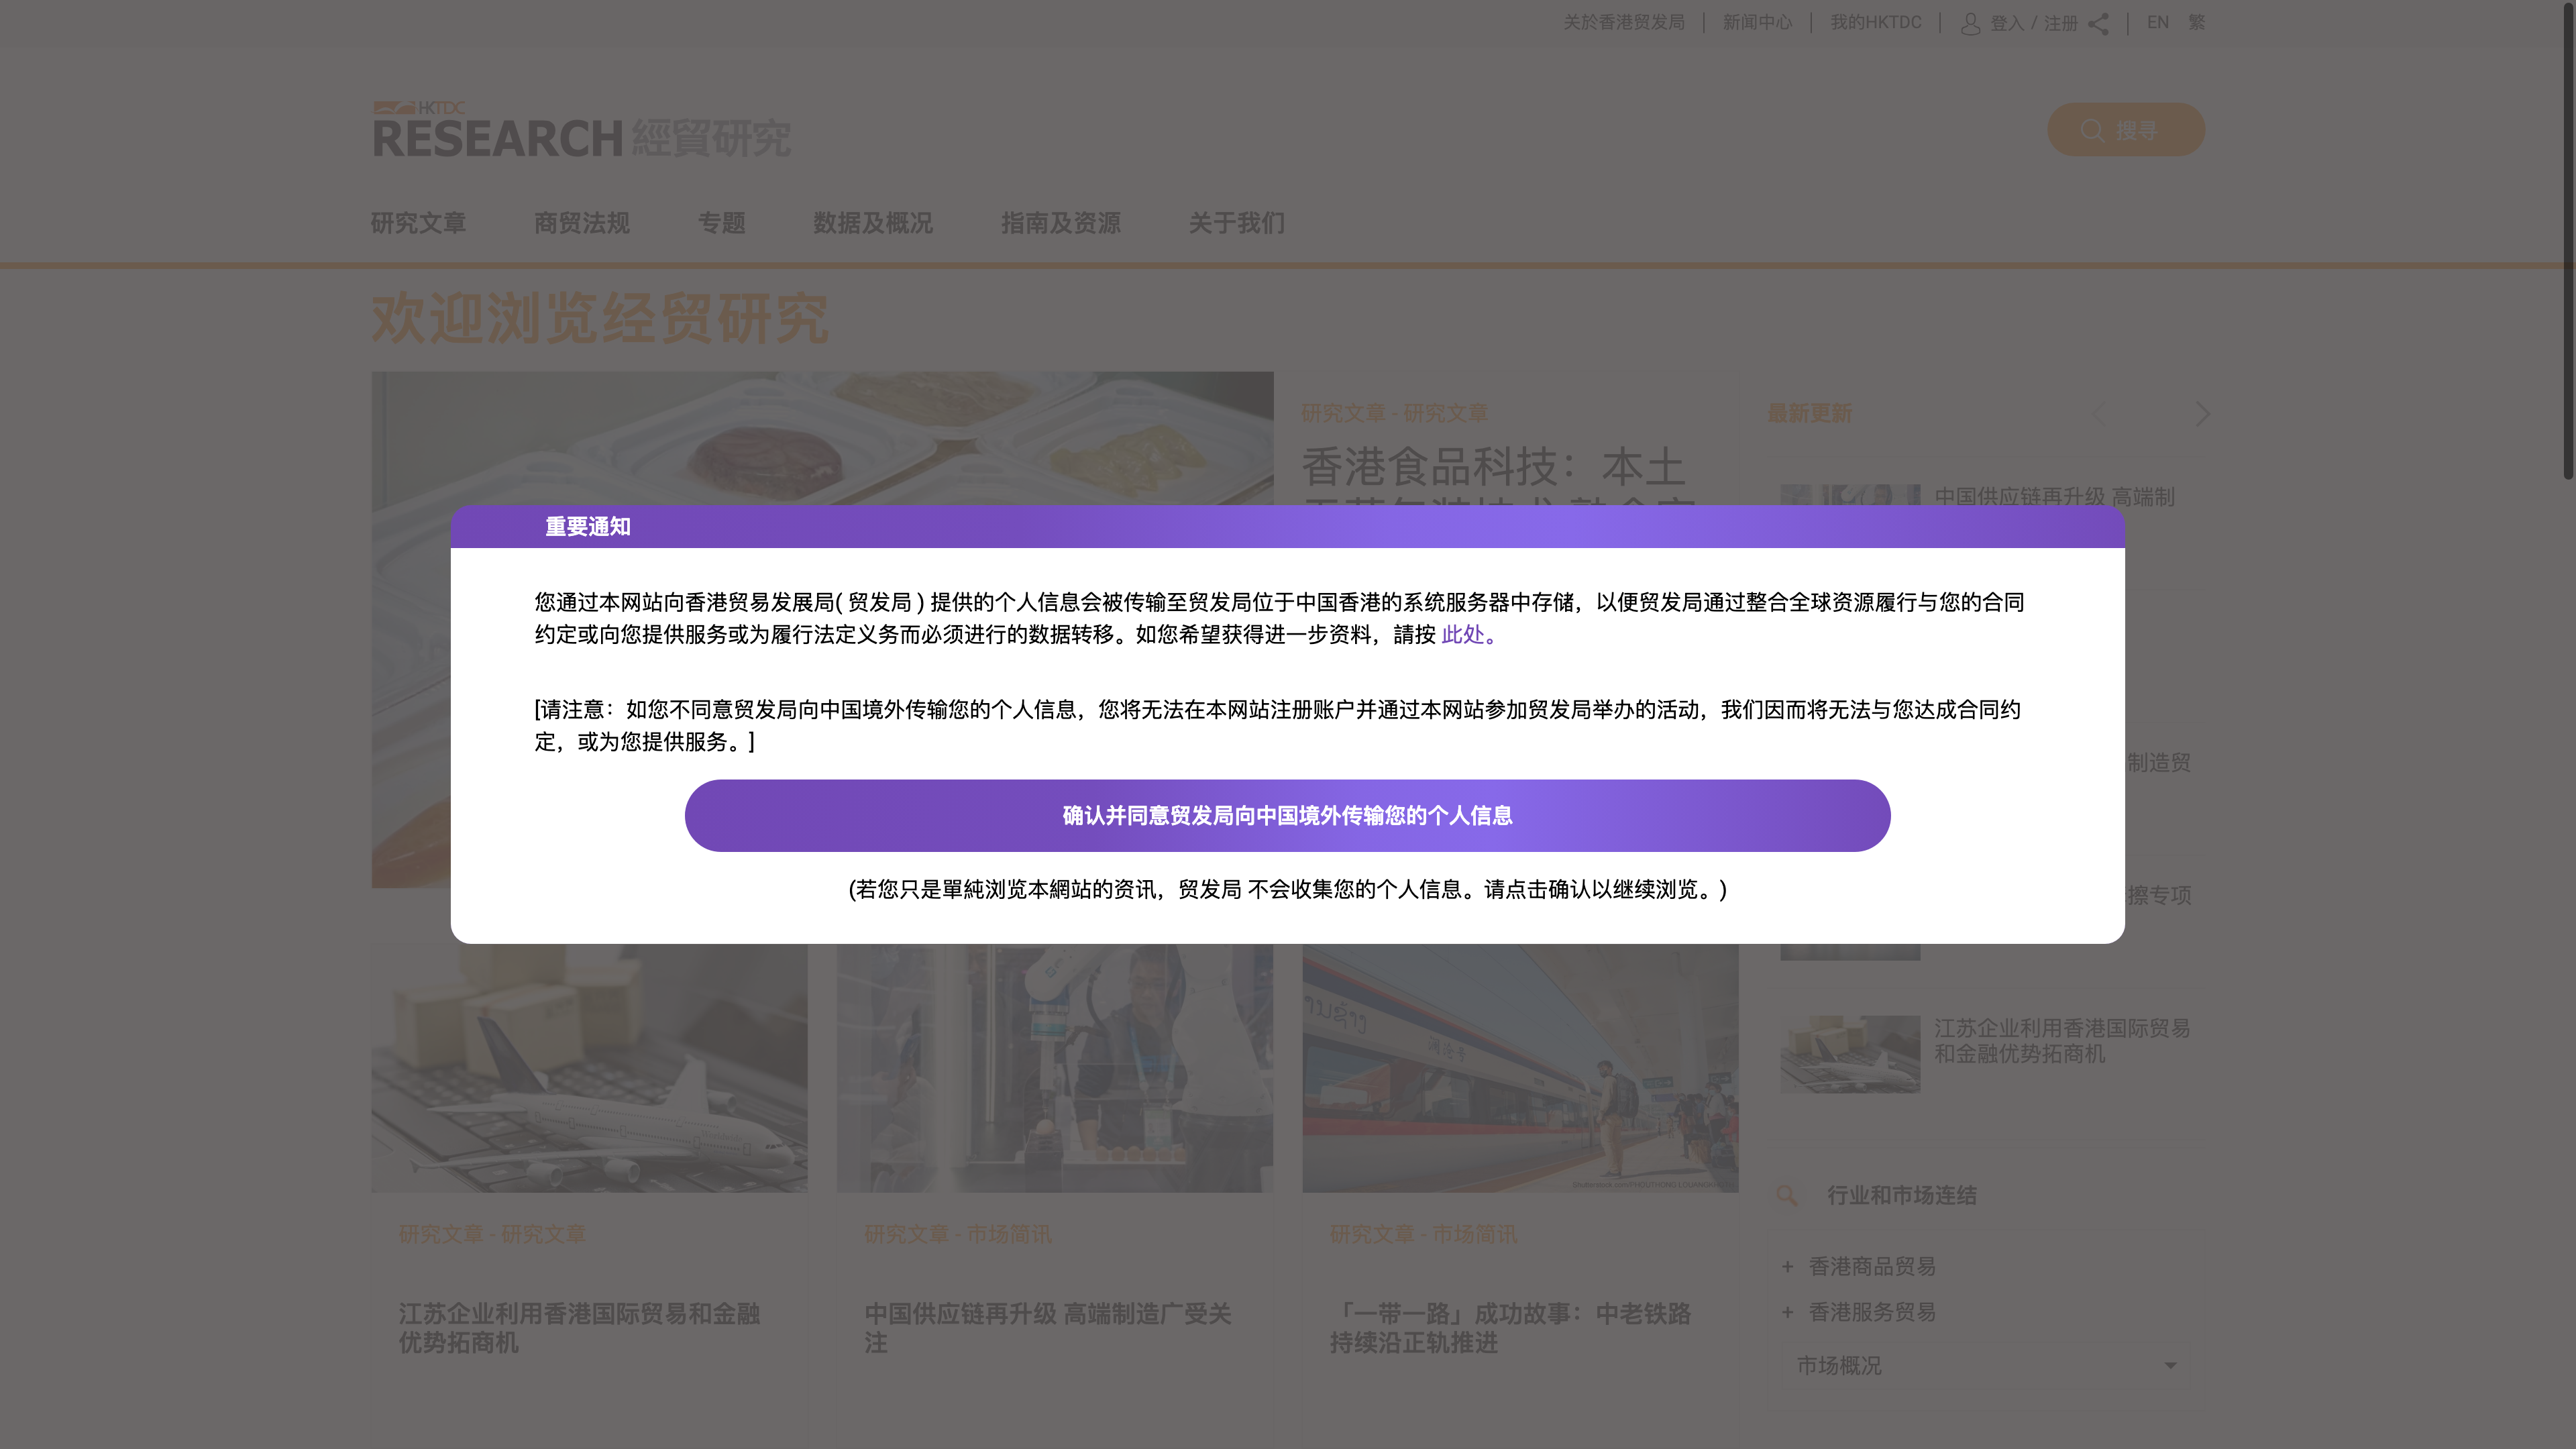 关於香港贸发局
新闻中心
我的HKTDC
登入 / 注册
EN
繁
HKTDC
RESEARCH 經貿研究
搜寻
研究文章
商贸法规
专题
数据及概况
指南及资源
关于我们
欢迎浏览经贸研究
研究文章 - 研究文章
最新更新
香港食品科技：本土
中国供应链再升级 高端制
重要通知
您通过本网站向香港贸易发展局( 贸发局 ) 提供的个人信息会被传输至贸发局位于中国香港的系统服务器中存储，以便贸发局通过整合全球资源履行与您的合同
约定或向您提供服务或为履行法定义务而必须进行的数据转移。如您希望获得进一步资料，請按 此处。
[请注意：如您不同意贸发局向中国境外传输您的个人信息，您将无法在本网站注册账户并通过本网站参加贸发局举办的活动，我们因而将无法与您达成合同约
定，或为您提供服务。]
制造贸
确认并同意贸发局向中国境外传输您的个人信息
擦专项
(若您只是單純浏览本網站的资讯，贸发局 不会收集您的个人信息。请点击确认以继续浏览。)
江苏企业利用香港国际贸易
和金融优势拓商机
澜沧号
行业和市场连结
研究文章 - 研究文章
研究文章 - 市场简讯
研究文章 - 市场简讯
+ 香港商品贸易
江苏企业利用香港国际贸易和金融
优势拓商机
中国供应链再升级 高端制造广受关
注
「一带一路」成功故事：中老铁路
持续沿正轨推进
+ 香港服务贸易
市场概况